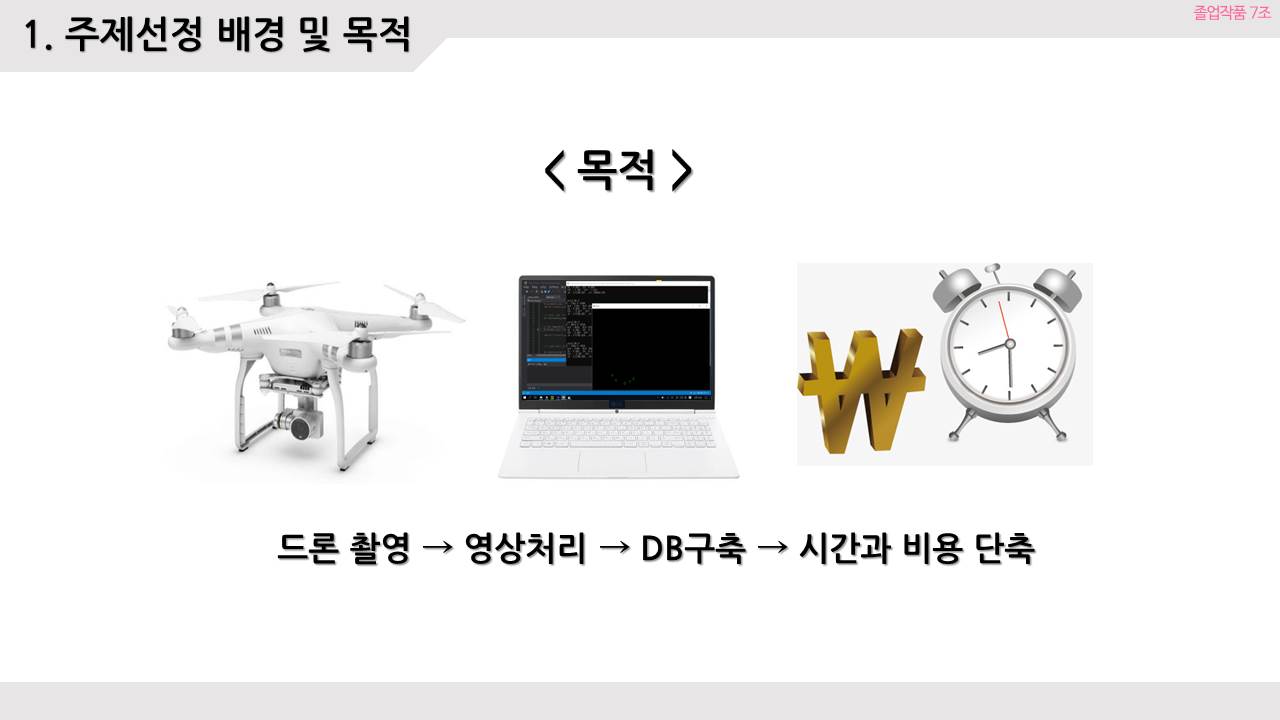 1. 주제선정 배경 및 목적
졸업작품 7조
< 목적 >
드론 촬영 → 영상처리 → DB구축 → 시간과 비용 단축